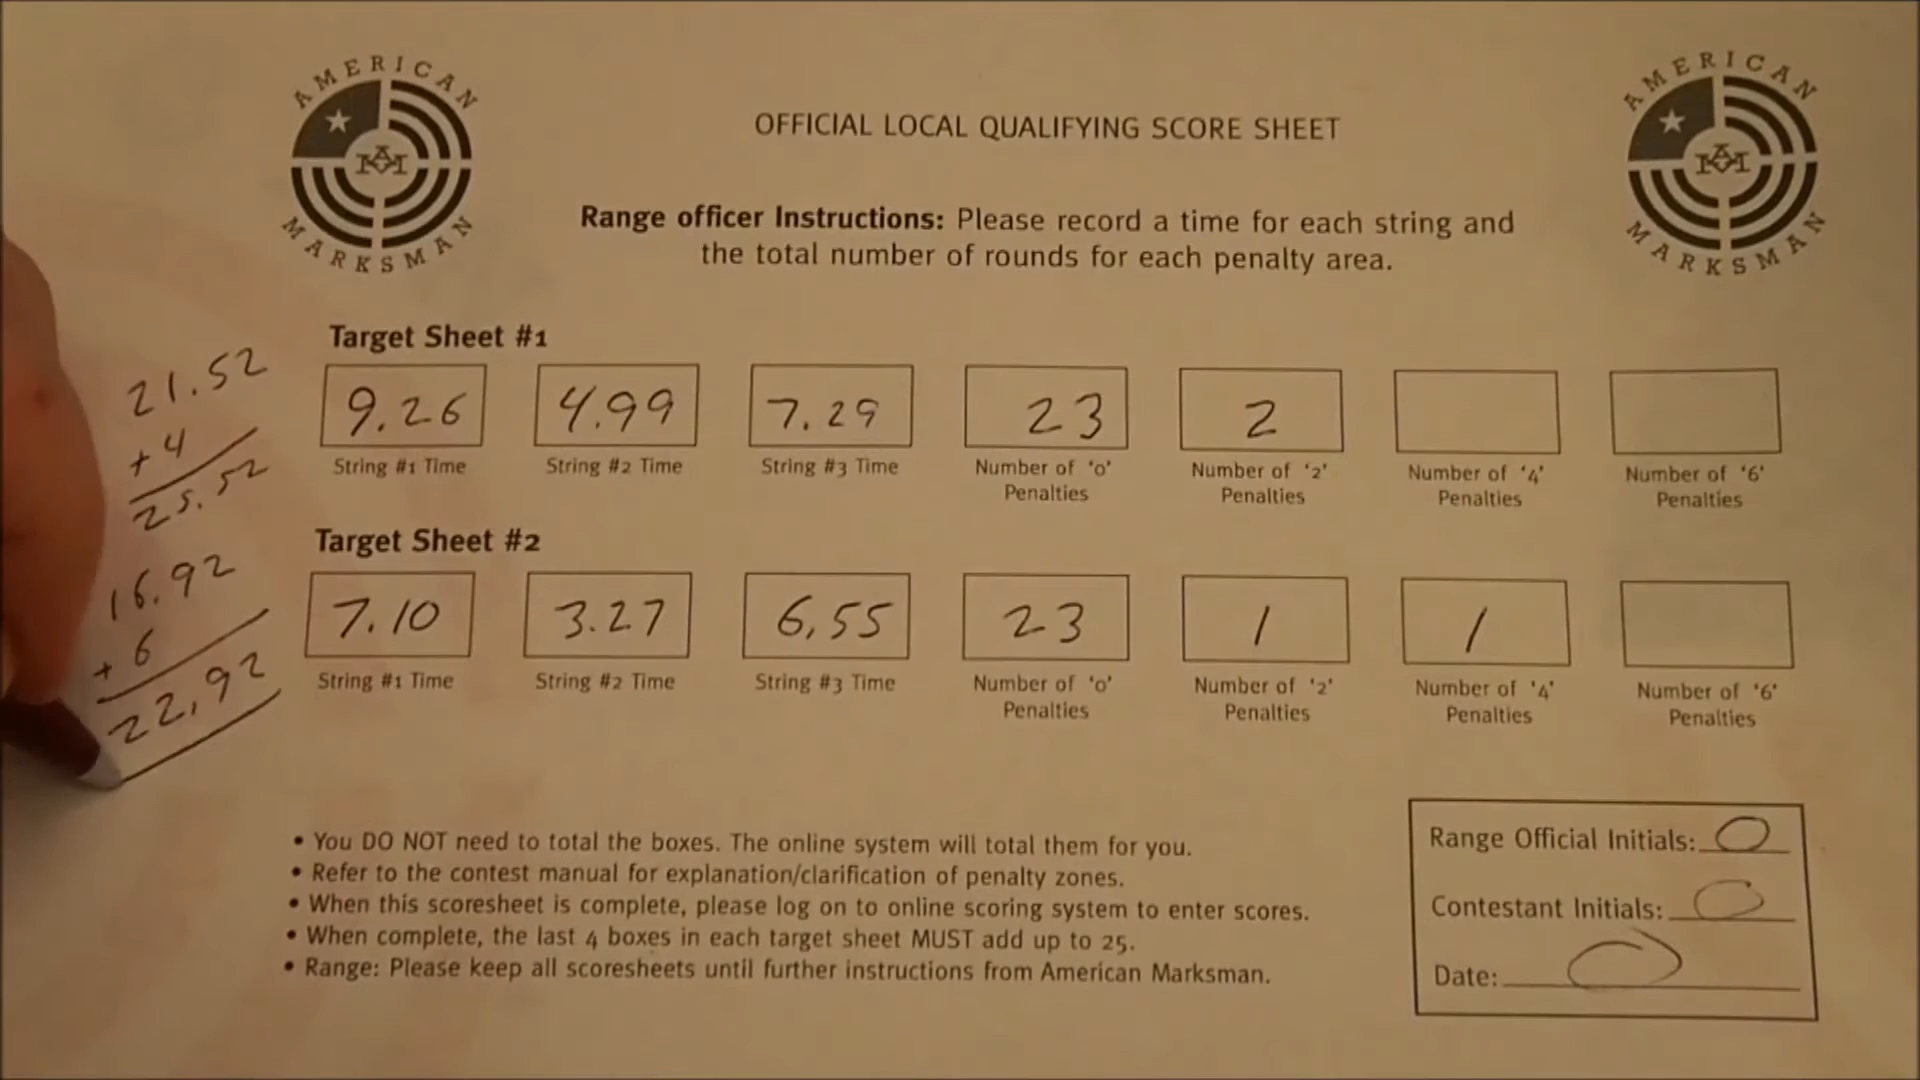 AMERICAN
MARKSMAN
AM
AMERICAN
MARKSMAN
AM
OFFICIAL LOCAL QUALIFYING SCORE SHEET
Range officer Instructions: Please record a time for each string and
the total number of rounds for each penalty area.
Target Sheet #1
9.26 4.99 7.29 23 2
String #1 Time String #2 Time String #3 Time Number of '0' Number of '2' Number of '4' Number of '6'
Penalties Penalties Penalties Penalties
21.52
+ 4
25.52
Target Sheet #2
7.10 3.27 6,55 23 1 1
String #1 Time String #2 Time String #3 Time Number of '0' Number of '2' Number of '4' Number of '6'
Penalties Penalties Penalties Penalties
16.92
+ 6
22,92
• You DO NOT need to total the boxes. The online system will total them for you.
• Refer to the contest manual for explanation/clarification of penalty zones.
• When this scoresheet is complete, please log on to online scoring system to enter scores.
• When complete, the last 4 boxes in each target sheet MUST add up to 25.
• Range: Please keep all scoresheets until further instructions from American Marksman.
Range Official Initials: O
Contestant Initials: O
Date: O